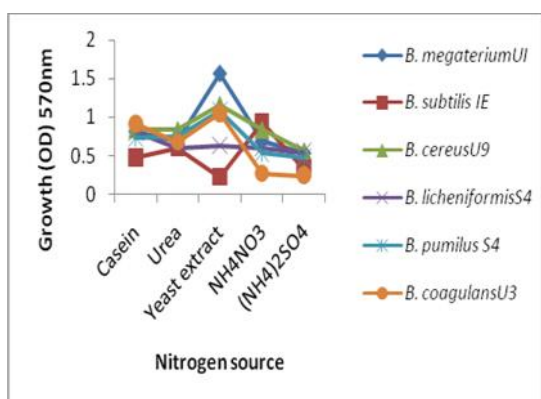 Growth (OD) 570nm
2
1.5
1
0.5
0
Casein
Urea
Yeast extract
NH4NO3
(NH4)2SO4
Nitrogen source
B. megateriumUI
B. subtilis IE
B. cereusU9
B. licheniformisS4
B. pumilus S4
B. coagulansU3